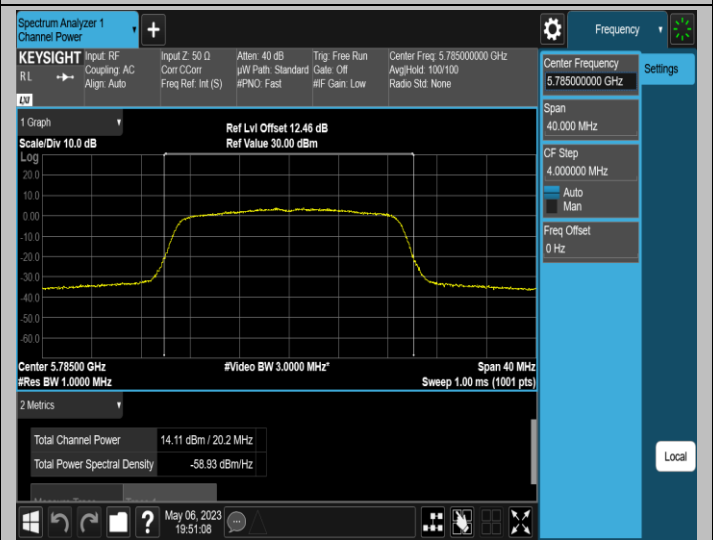 Spectrum Analyzer 1
Channel Power
+
Frequency
KEYSIGHT
RL
LXI
Input: RF
Coupling: AC
Align: Auto
Input Z: 50 Ω
Corr CCorr
Freq Ref: Int (S)
Atten: 40 dB
µW Path: Standard
#PNO: Fast
Trig: Free Run
Gate: Off
#IF Gain: Low
Center Freq: 5.785000000 GHz
Avg|Hold: 100/100
Radio Std: None
Center Frequency
5.785000000 GHz
Settings
Span
40.000 MHz
CF Step
4.000000 MHz
Auto
Man
Freq Offset
0 Hz
Local
1 Graph
Scale/Div 10.0 dB
Ref Lvl Offset 12.46 dB
Ref Value 30.00 dBm
Log
20.0
10.0
0.00
-10.0
-20.0
-30.0
-40.0
-50.0
-60.0
Center 5.78500 GHz
#Video BW 3.0000 MHz*
Span 40 MHz
#Res BW 1.0000 MHz
Sweep 1.00 ms (1001 pts)
2 Metrics
Total Channel Power 14.11 dBm / 20.2 MHz
Total Power Spectral Density -58.93 dBm/Hz
?
May 06, 2023
19:51:08